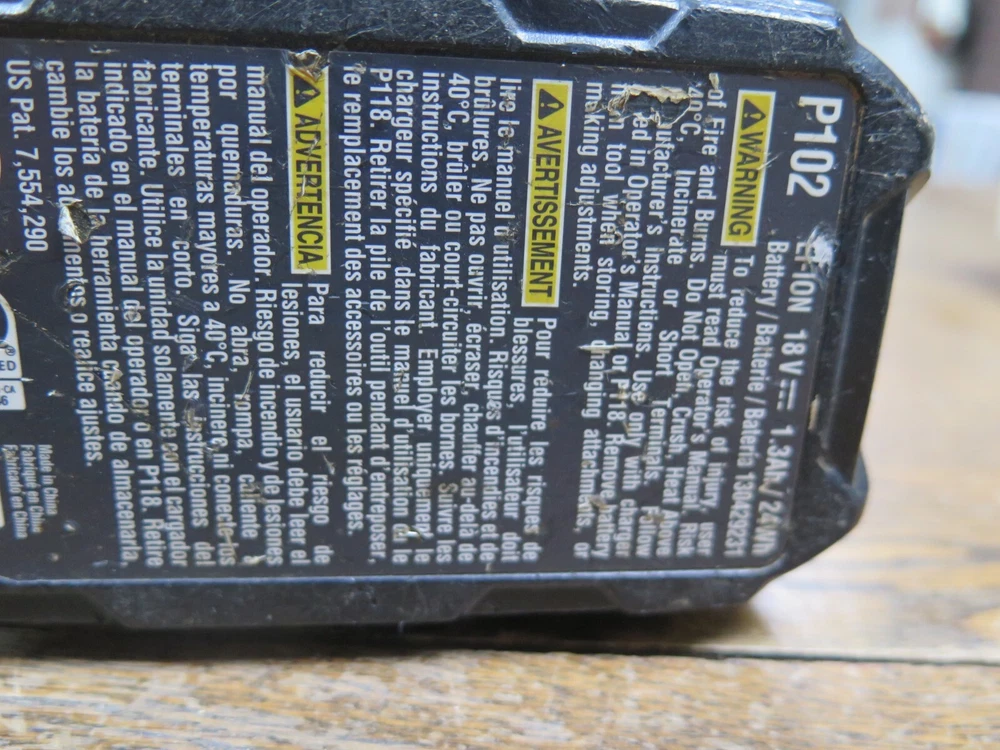 P102
LI-ION 18V 1.3Ah / 24Wh
Battery / Batterie / Batería 130429231
WARNING To reduce the risk of injury, user
must read Operator's Manual. Risk
of Fire and Burns. Do Not Open, Crush, Heat Above
40°C, Incinerate or Short Terminals. Follow
Instructions. Use only with charger
in Operator's Manual or P118. Remove battery
tool when storing, changing attachments, or
making adjustments.
AVERTISSEMENT Pour réduire les risques de
blessures, l'utilisateur doit
lire le manuel d'utilisation. Risques d'incendies et de
brûlures. Ne pas ouvrir, écraser, chauffer au-delà de
40°C, brûler ou court-circuiter les bornes. Suivre les
instructions du fabricant. Employer uniquement le
chargeur spécifié dans le manuel d'utilisation ou le
P118. Retirer la pile de l'outil pendant d'entreposer,
le remplacement des accessoires ou les réglages.
ADVERTENCIA Para reducir el riesgo de
lesiones, el usuario debe leer el
manual del operador. Riesgo de incendio y de lesiones
por quemaduras. No abra, rompa, caliente a
temperaturas mayores a 40°C, incinere ni conecte los
terminales en corto. Siga las instrucciones del
fabricante. Utilice la unidad solamente con el cargador
indicado en el manual del operador o en P118. Retire
la batería de la herramienta cuando de almacenarla,
cambie los o realice ajustes.
US Pat. 7,554,290
Made in China
Fabriqué en Chine
Fabricado en China